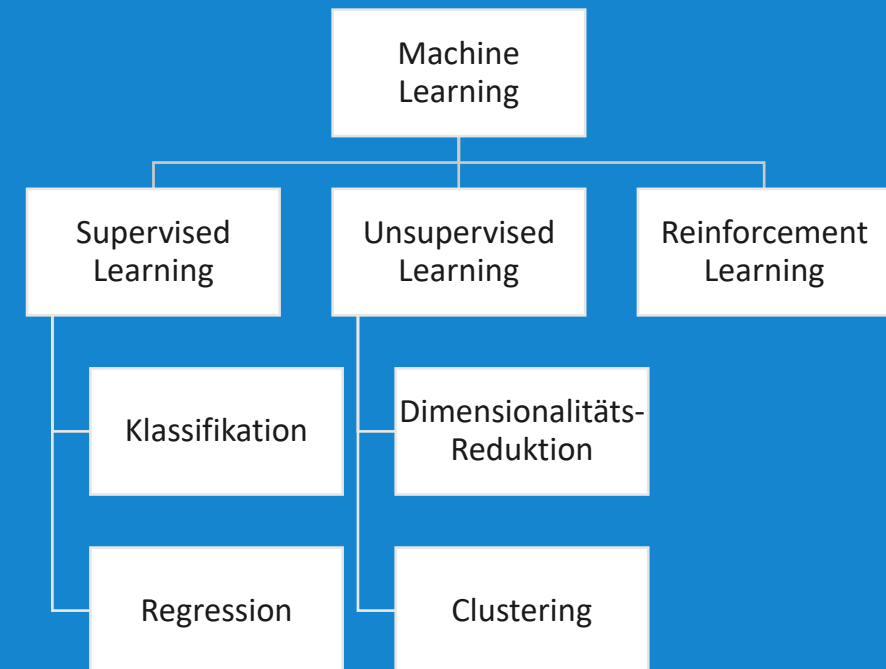 Machine
Learning
Supervised
Learning
Unsupervised
Learning
Reinforcement
Learning
Klassifikation
Dimensionalitäts-
Reduktion
Regression
Clustering